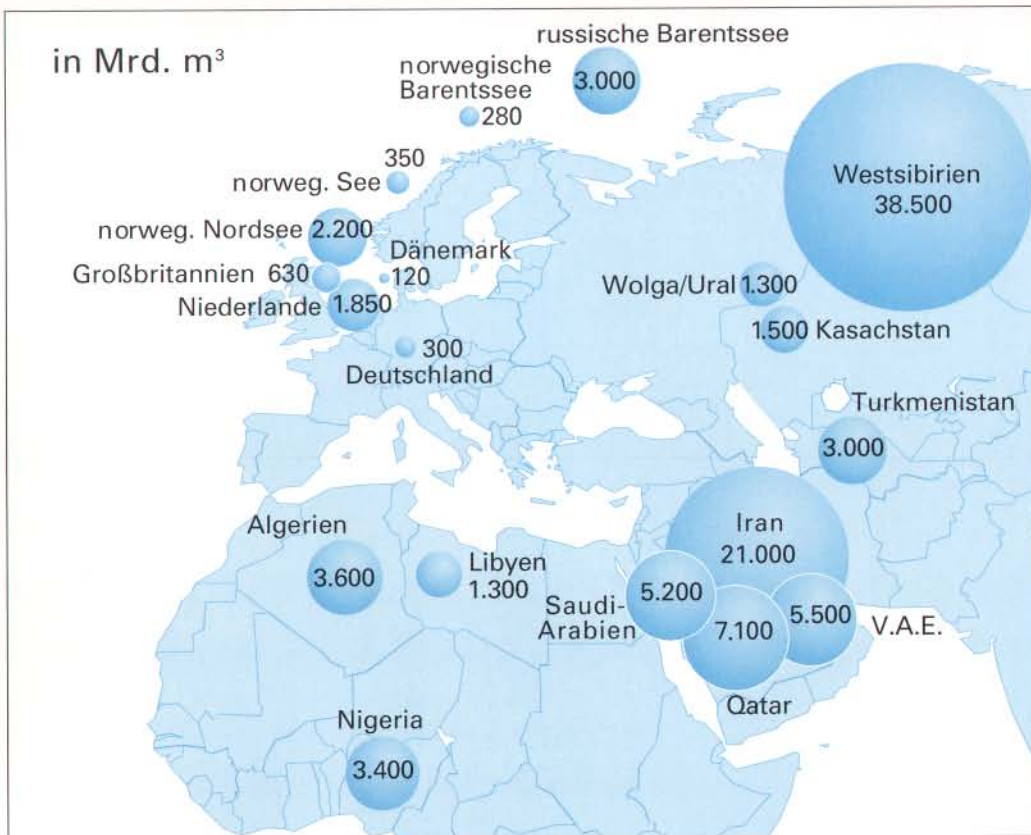 in Mrd. m³
russische Barentssee
3.000
norwegische
Barentssee
280
350
norweg. See
Westsibirien
38.500
norweg. Nordsee 2.200
Dänemark
120
Großbritannien 630
Niederlande 1.850
Wolga/Ural 1.300
1.500 Kasachstan
300
Deutschland
Turkmenistan
3.000
Algerien
3.600
Libyen
1.300
Iran
21.000
Saudi-
Arabien
5.200
7.100
5.500
V.A.E.
Qatar
Nigeria
3.400